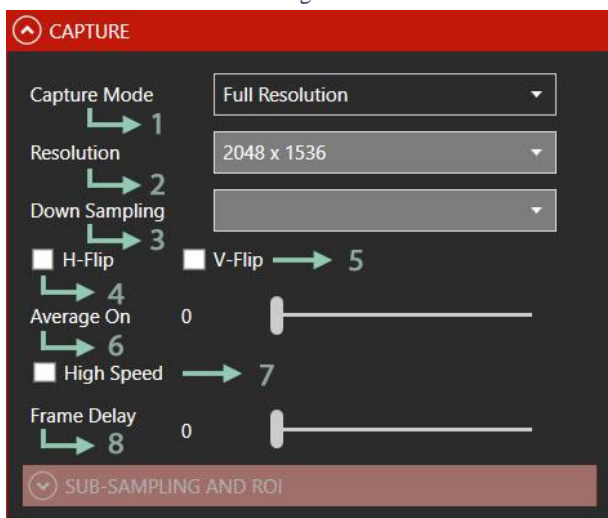 CAPTURE
Capture Mode Full Resolution
1
Resolution 2048 x 1536
2
Down Sampling
3
H-Flip V-Flip 5
4
Average On 0
6
High Speed 7
Frame Delay 0
8
SUB-SAMPLING AND ROI